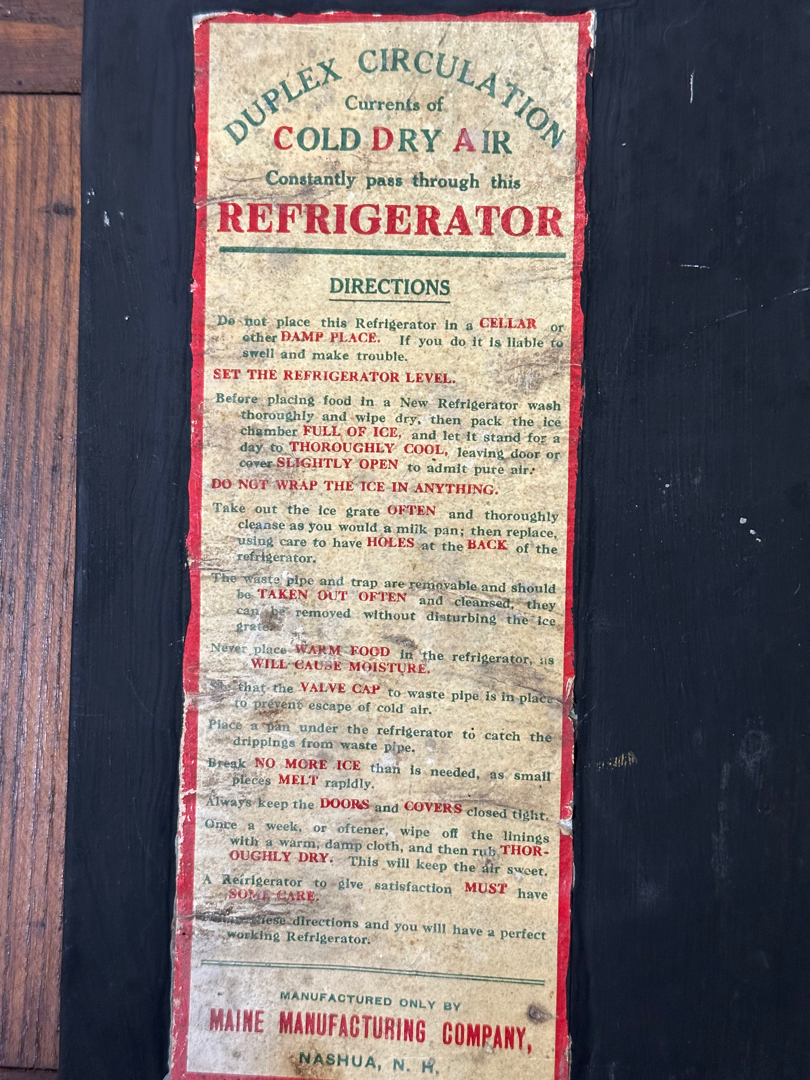 DUPLEX CIRCULATION
Currents of
COLD DRY AIR
Constantly pass through this
REFRIGERATOR
DIRECTIONS
Do not place this Refrigerator in a CELLAR or
other DAMP PLACE. If you do it is liable to
swell and make trouble.
SET THE REFRIGERATOR LEVEL.
Before placing food in a New Refrigerator wash
thoroughly and wipe dry, then pack the ice
chamber FULL OF ICE, and let it stand for a
day to THOROUGHLY COOL, leaving door or
cover SLIGHTLY OPEN to admit pure air.
DO NOT WRAP THE ICE IN ANYTHING.
Take out the ice grate OFTEN and thoroughly
cleanse as you would a milk pan; then replace,
using care to have HOLES at the BACK of the
refrigerator.
The waste pipe and trap are removable and should
be TAKEN OUT OFTEN and cleansed, they
can be removed without disturbing the ice
grate.
Never place WARM FOOD in the refrigerator, as
WILL CAUSE MOISTURE.
that the VALVE CAP to waste pipe is in place
to prevent escape of cold air.
Place a pan under the refrigerator to catch the
drippings from waste pipe.
Break NO MORE ICE than is needed, as small
pieces MELT rapidly.
Always keep the DOORS and COVERS closed tight.
Once a week, or oftener, wipe off the linings
with a warm, damp cloth, and then rub THOR-
OUGHLY DRY. This will keep the air sweet.
A Refrigerator to give satisfaction MUST have
SOME CARE.
these directions and you will have a perfect
working Refrigerator.
MANUFACTURED ONLY BY
MAINE MANUFACTURING COMPANY,
NASHUA, N. H.